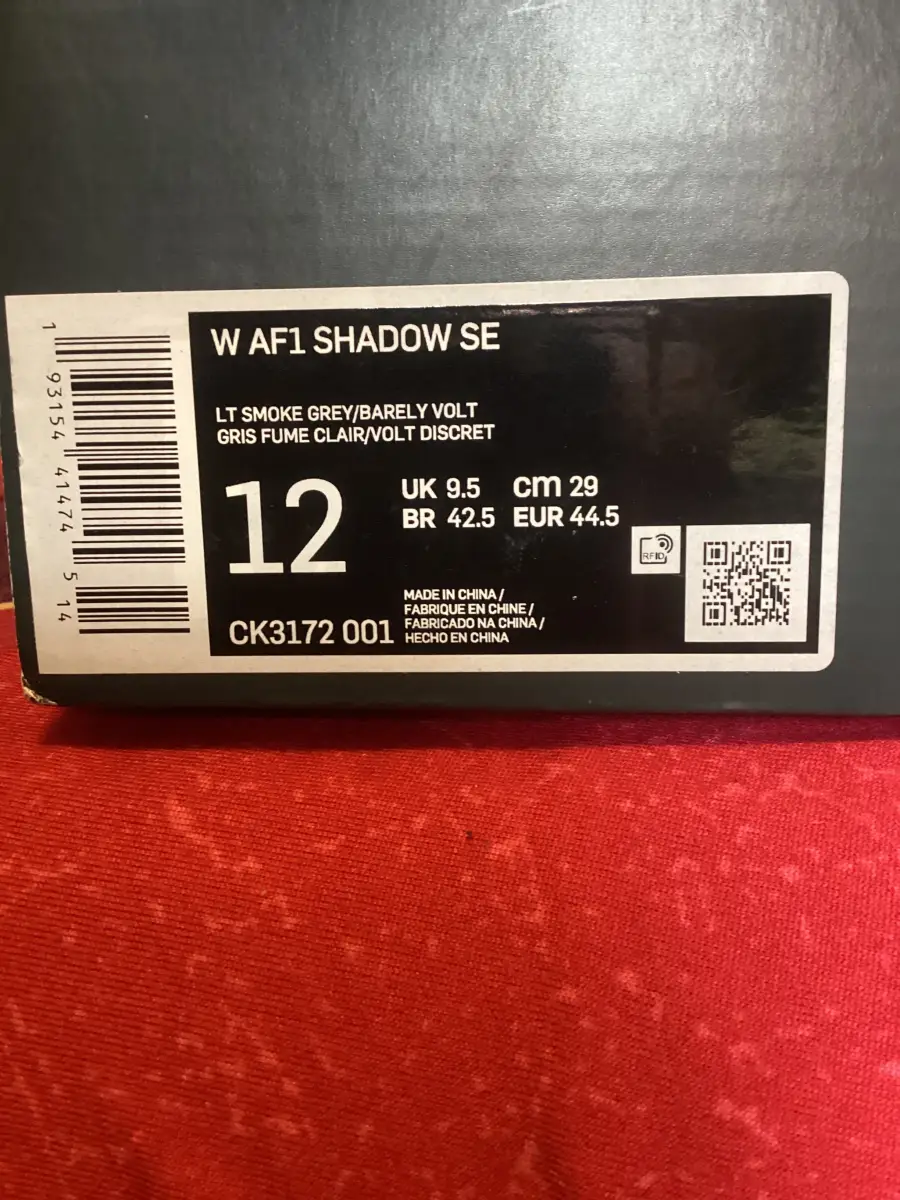 W AF1 SHADOW SE
LT SMOKE GREY/BARELY VOLT
GRIS FUME CLAIR/VOLT DISCRET
12
UK 9.5 cm 29
BR 42.5 EUR 44.5
RFID
CK3172 001
MADE IN CHINA /
FABRIQUE EN CHINE /
FABRICADO NA CHINA /
HECHO EN CHINA
1 93154 41474 5 14